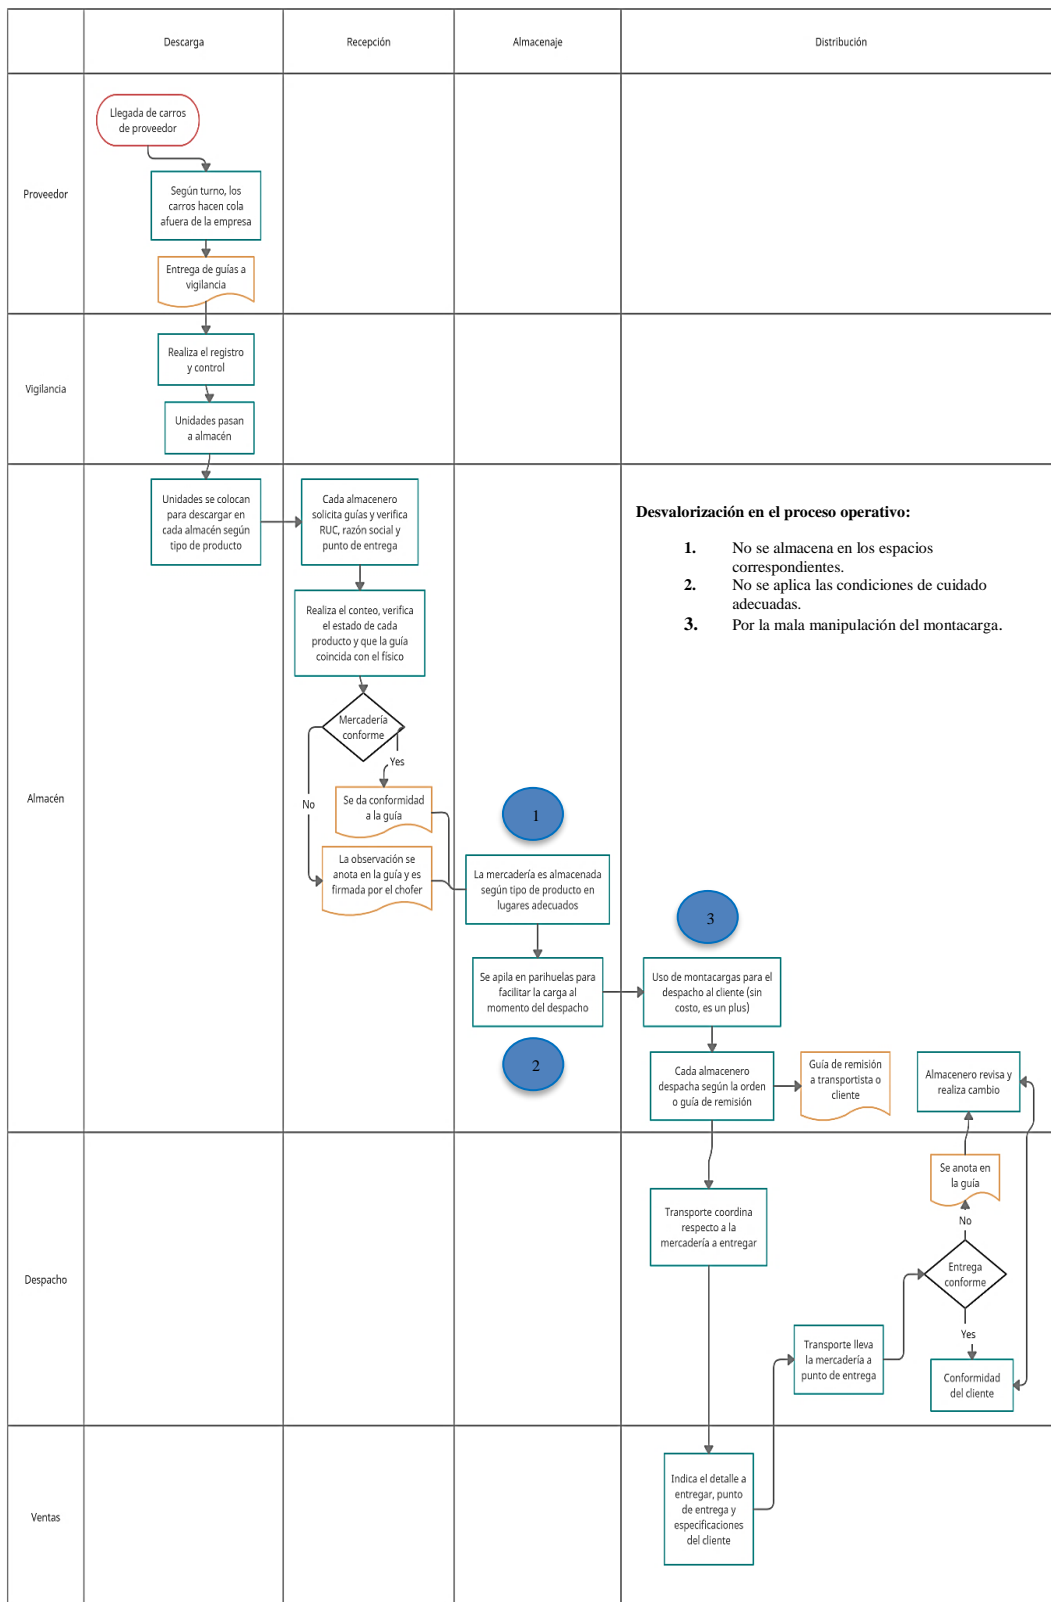 Descarga
Recepción
Almacenaje
Distribución
Proveedor
Llegada de carros
de proveedor
Según turno, los
carros hacen cola
afuera de la empresa
Entrega de guías a
vigilancia
Vigilancia
Realiza el registro
y control
Unidades pasan
a almacén
Almacén
Unidades se colocan
para descargar en
cada almacén según
tipo de producto
Cada almacenero
solicita guías y verifica
RUC, razón social y
punto de entrega
Realiza el conteo, verifica
el estado de cada
producto y que la guía
coincida con el físico
Mercadería
conforme
Yes
No
Se da conformidad
a la guía
La observación se
anota en la guía y es
firmada por el chofer
1
La mercadería es almacenada
según tipo de producto en
lugares adecuados
Se apila en parihuelas para
facilitar la carga al
momento del despacho
2
Desvalorización en el proceso operativo:
1. No se almacena en los espacios
correspondientes.
2. No se aplica las condiciones de cuidado
adecuadas.
3. Por la mala manipulación del montacarga.
3
Uso de montacargas para el
despacho al cliente (sin
costo, es un plus)
Cada almacenero
despacha según la orden
o guía de remisión
Guía de remisión
a transportista o
cliente
Almacenero revisa y
realiza cambio
Despacho
Transporte coordina
respecto a la
mercadería a entregar
Se anota en
la guía
No
Entrega
conforme
Yes
Transporte lleva
la mercadería a
punto de entrega
Conformidad
del cliente
Ventas
Indica el detalle a
entregar, punto
de entrega y
especificaciones
del cliente